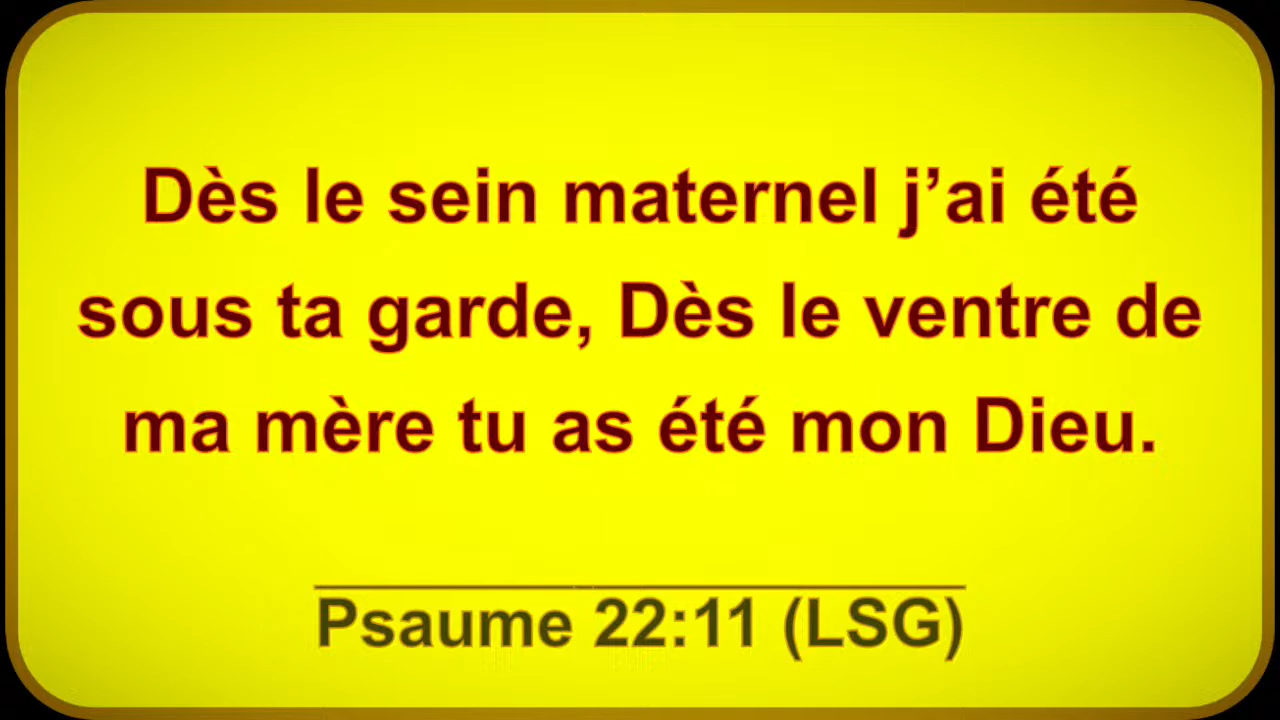 Dès le sein maternel j’ai été
sous ta garde, Dès le ventre de
ma mère tu as été mon Dieu.
Psaume 22:11 (LSG)